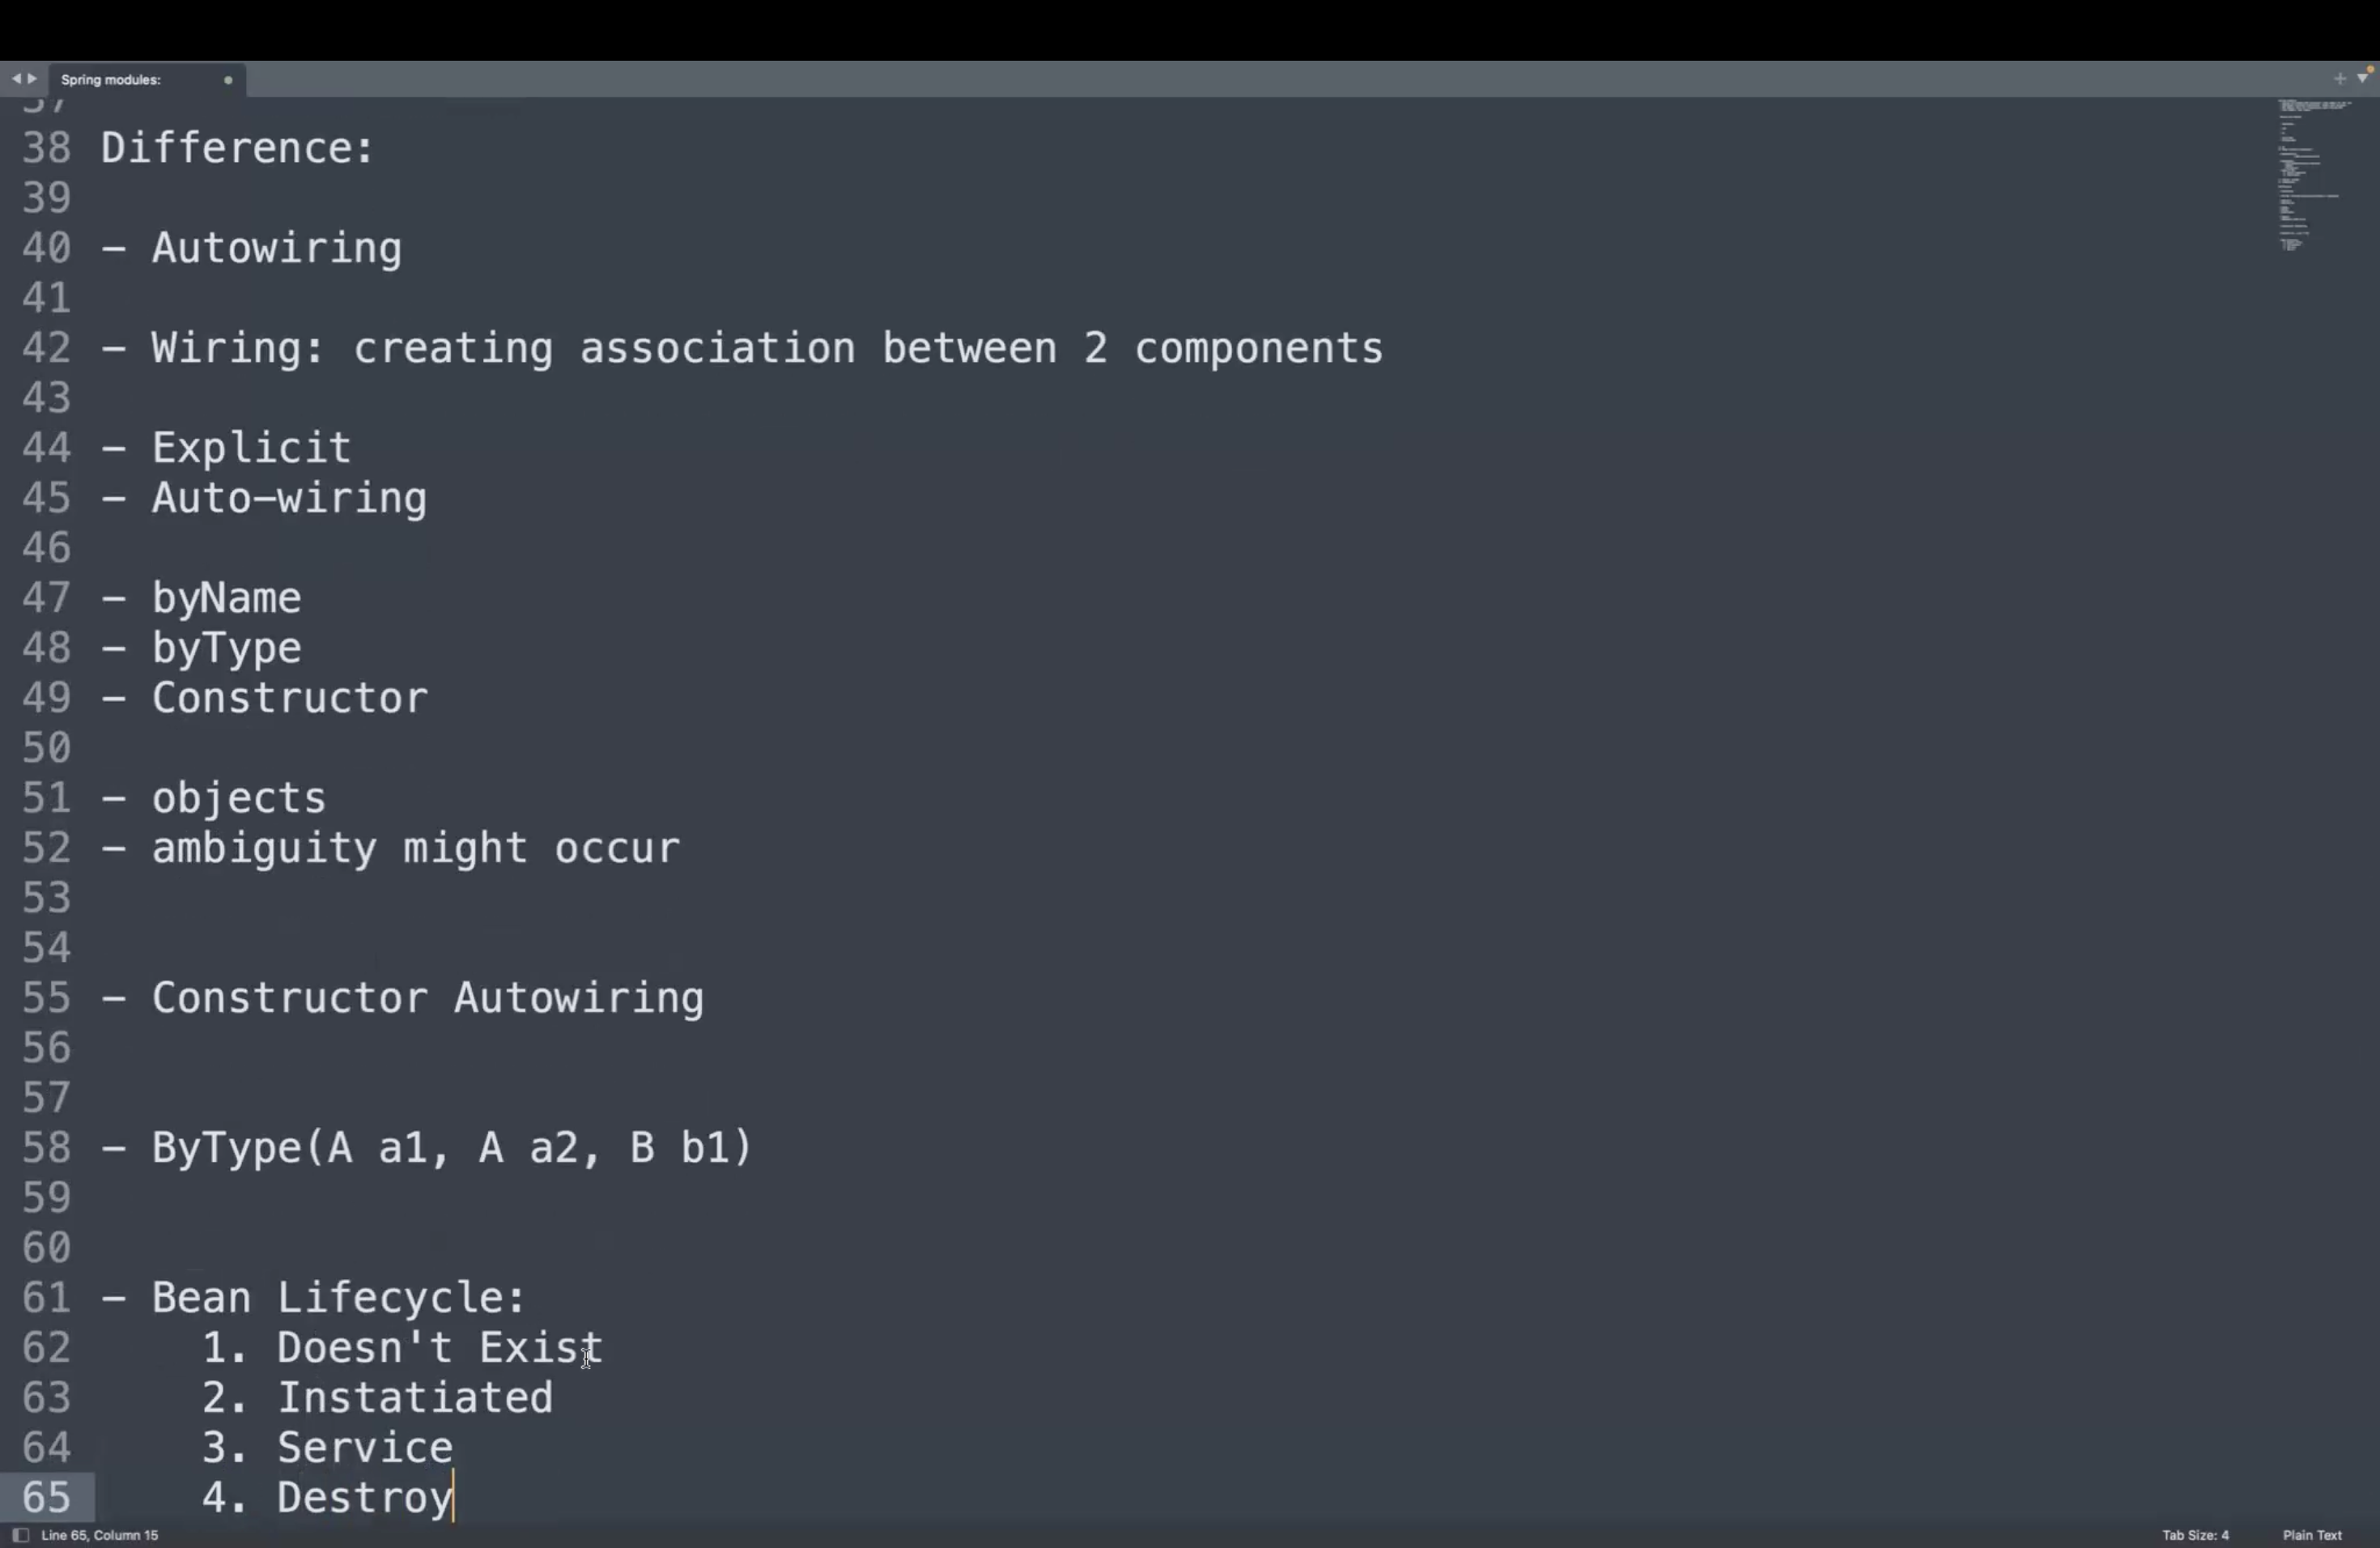 Spring modules:
37
38 Difference:
39
40 - Autowiring
41
42 - Wiring: creating association between 2 components
43
44 - Explicit
45 - Auto-wiring
46
47 - byName
48 - byType
49 - Constructor
50
51 - objects
52 - ambiguity might occur
53
54
55 - Constructor Autowiring
56
57
58 - ByType(A a1, A a2, B b1)
59
60
61 - Bean Lifecycle:
62 1. Doesn't Exist
63 2. Instatiated
64 3. Service
65 4. Destroy
Line 65, Column 15 Tab Size: 4 Plain Text